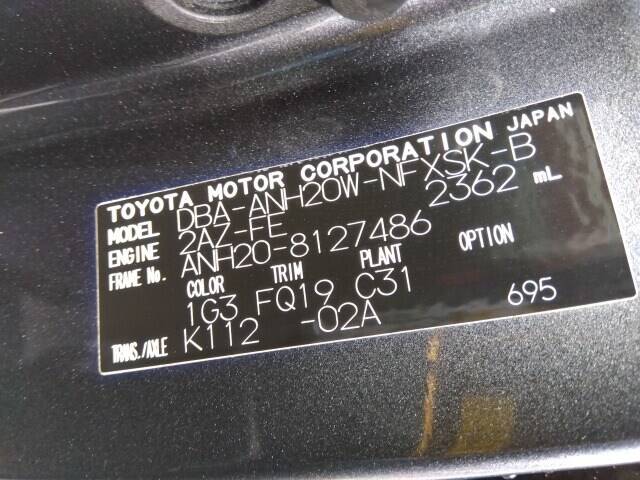 TOYOTA MOTOR CORPORATION JAPAN
MODEL DBA-ANH20W-NFXSK-B
ENGINE 2AZ-FE 2362 mL
FRAME No. ANH20-8127486
COLOR TRIM PLANT OPTION
1G3 FQ19 C31
TRANS./AXLE K112 -02A 695